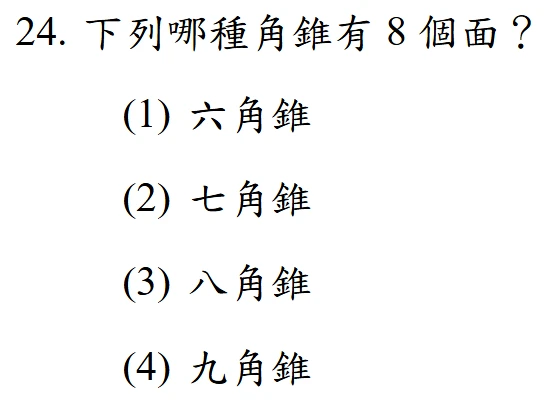 24. 下列哪種角錐有 8 個面？
(1) 六角錐
(2) 七角錐
(3) 八角錐
(4) 九角錐